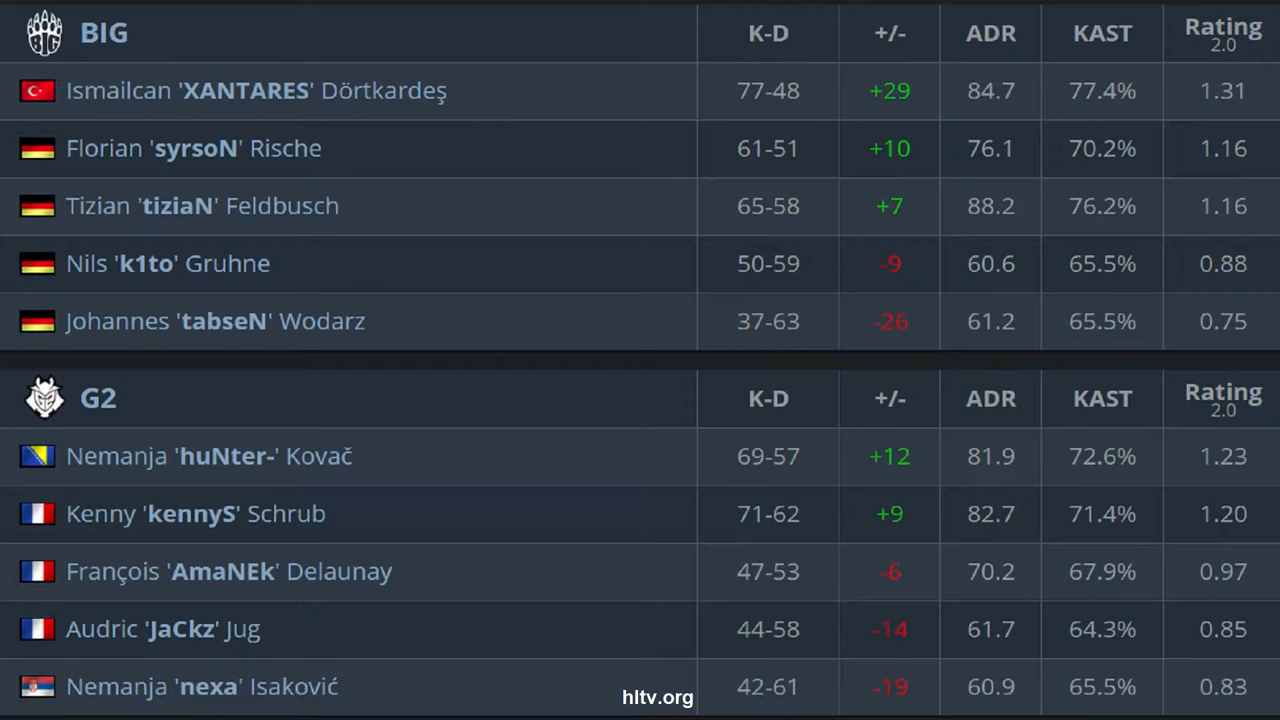 BIG K-D +/- ADR KAST Rating 2.0
Ismailcan 'XANTARES' Dörtkardeş 77-48 +29 84.7 77.4% 1.31
Florian 'syrsoN' Rische 61-51 +10 76.1 70.2% 1.16
Tizian 'tiziaN' Feldbusch 65-58 +7 88.2 76.2% 1.16
Nils 'k1to' Gruhne 50-59 -9 60.6 65.5% 0.88
Johannes 'tabseN' Wodarz 37-63 -26 61.2 65.5% 0.75
G2 K-D +/- ADR KAST Rating 2.0
Nemanja 'huNter-' Kovač 69-57 +12 81.9 72.6% 1.23
Kenny 'kennyS' Schrub 71-62 +9 82.7 71.4% 1.20
François 'AmaNEk' Delaunay 47-53 -6 70.2 67.9% 0.97
Audric 'JaCkz' Jug 44-58 -14 61.7 64.3% 0.85
Nemanja 'nexa' Isaković 42-61 -19 60.9 65.5% 0.83
hltv.org